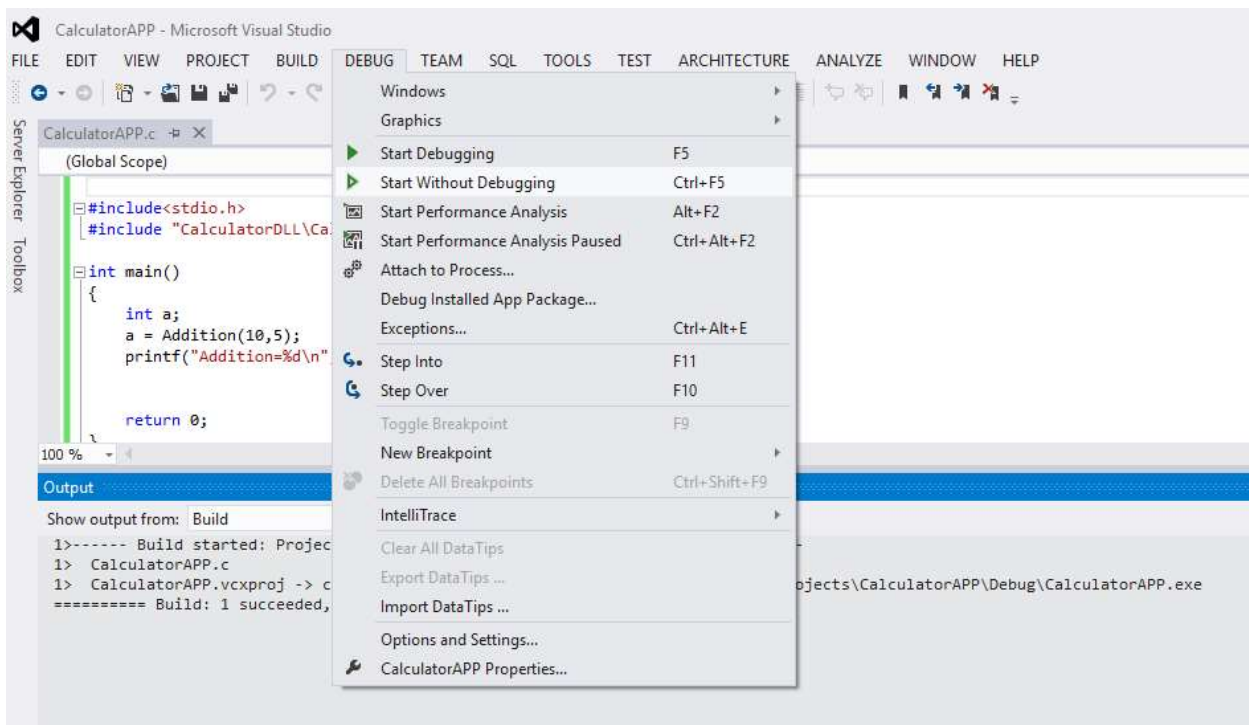 CalculatorAPP - Microsoft Visual Studio
FILE EDIT VIEW PROJECT BUILD DEBUG TEAM SQL TOOLS TEST ARCHITECTURE ANALYZE WINDOW HELP
Server Explorer
Toolbox
CalculatorAPP.c
(Global Scope)
#include<stdio.h>
#include "CalculatorDLL\Ca
int main()
{
int a;
a = Addition(10,5);
printf("Addition=%d\n"
return 0;
}
100 %
Windows
Graphics
Start Debugging F5
Start Without Debugging Ctrl+F5
Start Performance Analysis Alt+F2
Start Performance Analysis Paused Ctrl+Alt+F2
Attach to Process...
Debug Installed App Package...
Exceptions... Ctrl+Alt+E
Step Into F11
Step Over F10
Toggle Breakpoint F9
New Breakpoint
Delete All Breakpoints Ctrl+Shift+F9
IntelliTrace
Clear All DataTips
Export DataTips ...
Import DataTips ...
Options and Settings...
CalculatorAPP Properties...
Output
Show output from: Build
1>------ Build started: Projec
1> CalculatorAPP.c
1> CalculatorAPP.vcxproj -> c ojects\CalculatorAPP\Debug\CalculatorAPP.exe
========== Build: 1 succeeded,